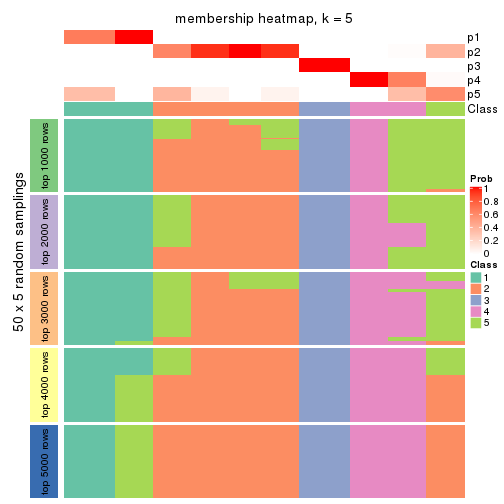 membership heatmap, k = 5
p1
p2
p3
p4
p5
Class
50 x 5 random samplings
top 1000 rows
top 2000 rows
top 3000 rows
top 4000 rows
top 5000 rows
Prob
1
0.8
0.6
0.4
0.2
0
Class
1
2
3
4
5